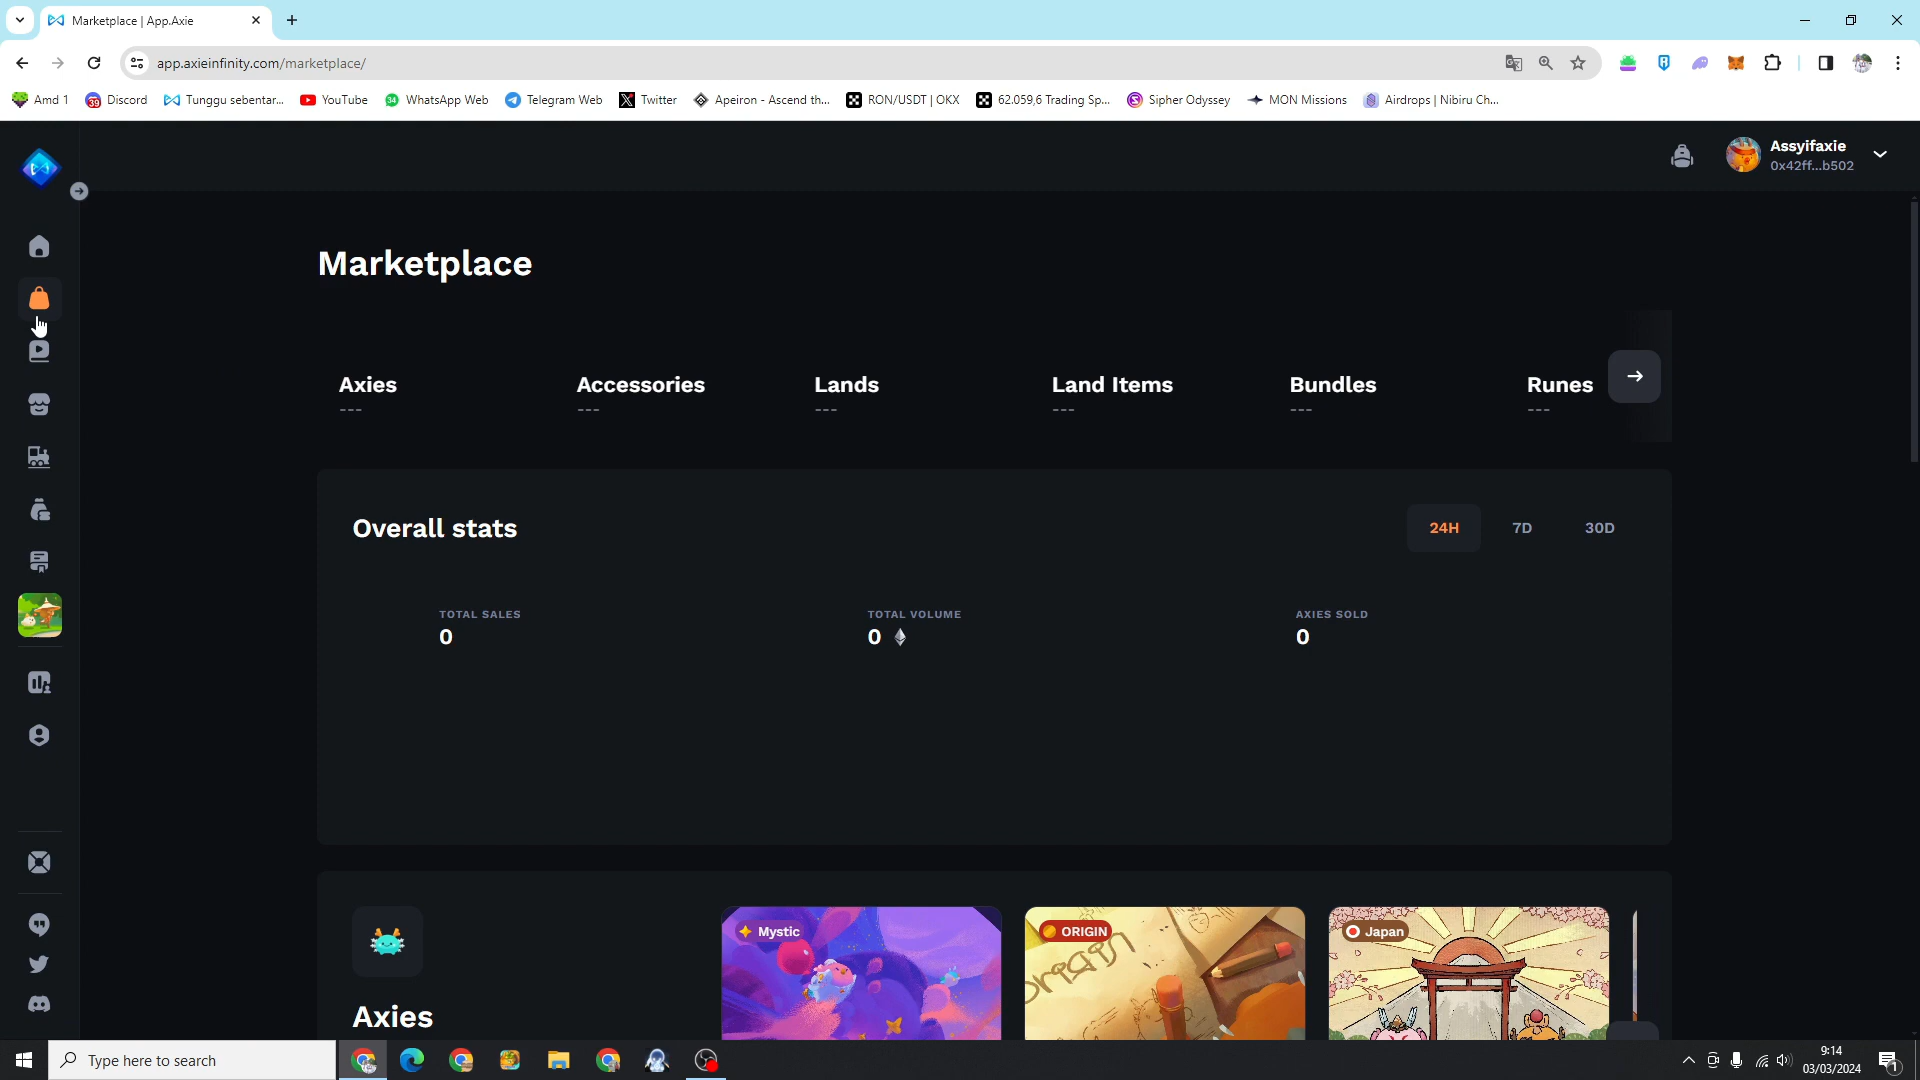 Marketplace | App.Axie
app.axieinfinity.com/marketplace/
Amd 1
39
Discord
Tunggu sebentar...
YouTube
34
WhatsApp Web
Telegram Web
Twitter
Apeiron - Ascend th...
RON/USDT | OKX
62.059,6 Trading Sp...
Sipher Odyssey
MON Missions
Airdrops | Nibiru Ch...
Assyifaxie
0x42ff...b502
Marketplace
Axies
---
Accessories
---
Lands
---
Land Items
---
Bundles
---
Runes
---
Overall stats
24H
7D
30D
TOTAL SALES
0
TOTAL VOLUME
0
AXIES SOLD
0
Axies
Mystic
ORIGIN
Japan
Type here to search
9:14
03/03/2024
1